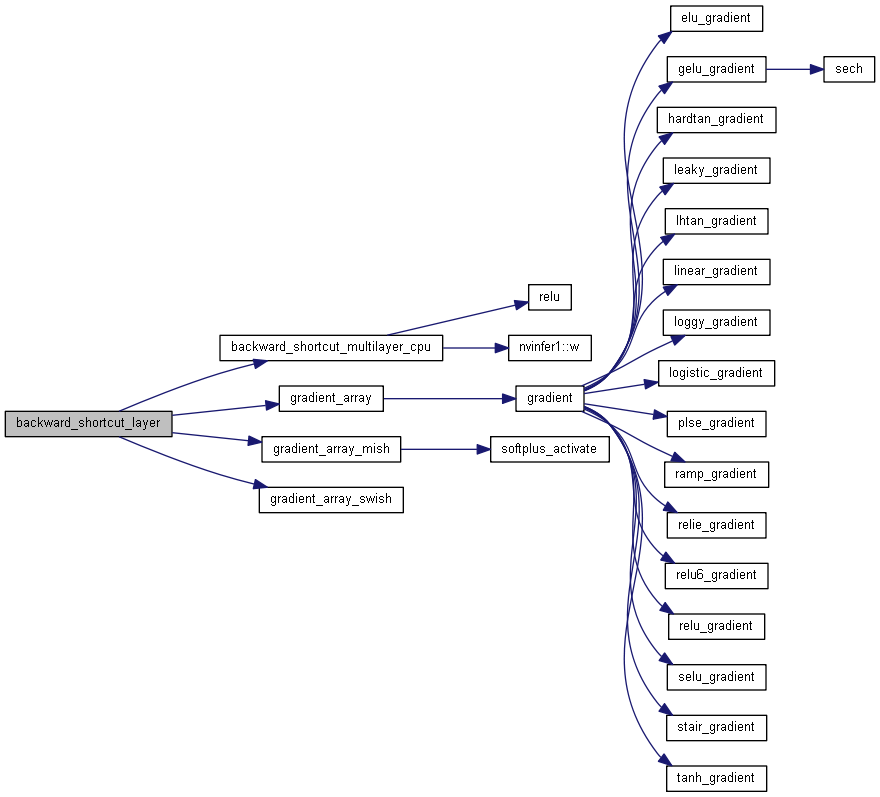 elu_gradient
gelu_gradient
sech
hardtan_gradient
leaky_gradient
lhtan_gradient
linear_gradient
relu
loggy_gradient
backward_shortcut_multilayer_cpu
nvinfer1::w
logistic_gradient
gradient_array
gradient
backward_shortcut_layer
plse_gradient
gradient_array_mish
softplus_activate
ramp_gradient
gradient_array_swish
relie_gradient
relu6_gradient
relu_gradient
selu_gradient
stair_gradient
tanh_gradient